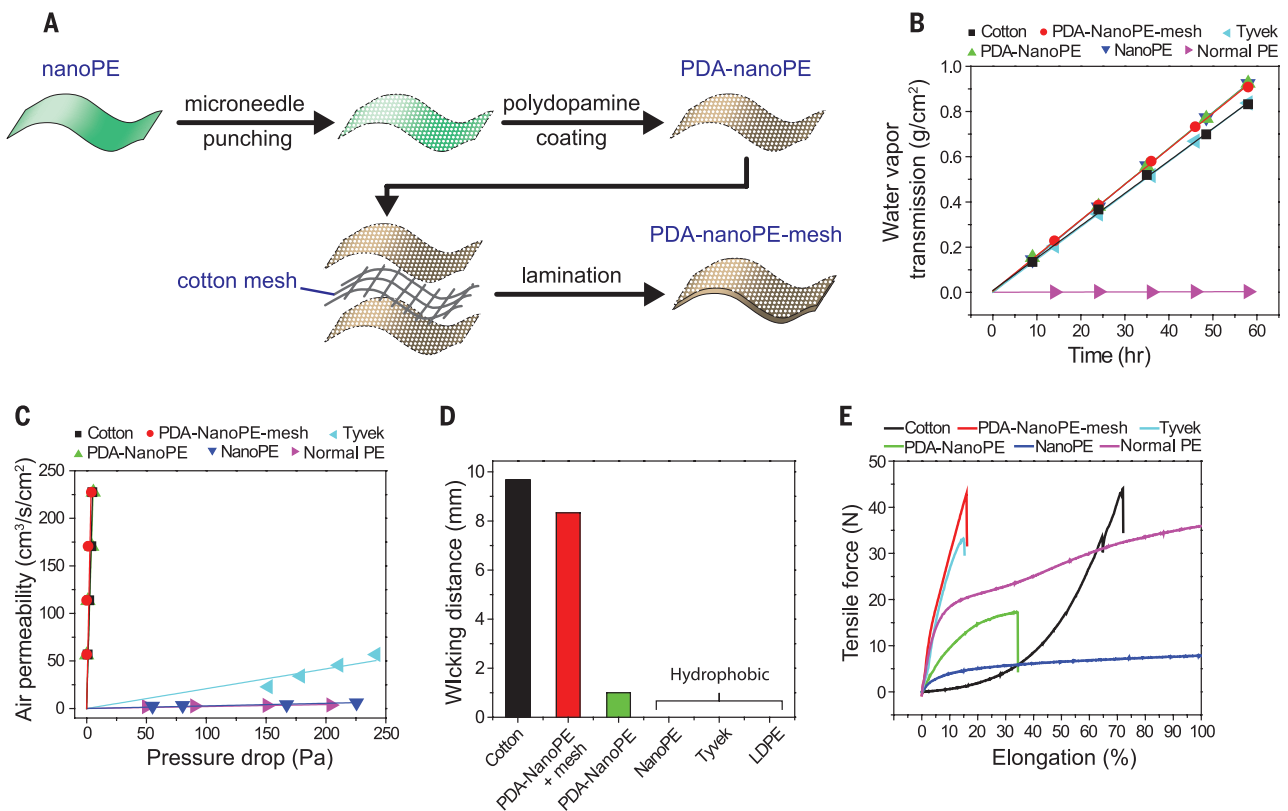 A
nanoPE
microneedle
punching
polydopamine
coating
PDA-nanoPE
cotton mesh
lamination
PDA-nanoPE-mesh
B
Cotton PDA-NanoPE-mesh Tyvek
PDA-NanoPE NanoPE Normal PE
Water vapor
transmission (g/cm²)
1.0
0.8
0.6
0.4
0.2
0.0
0 10 20 30 40 50 60
Time (hr)
C
Cotton PDA-NanoPE-mesh Tyvek
PDA-NanoPE NanoPE Normal PE
Air permeability (cm³/s/cm²)
250
225
175
125
75
50
0
0 50 100 150 200 250
Pressure drop (Pa)
D
WIcking distance (mm)
10
8
6
4
2
0
Hydrophobic
Cotton
PDA-NanoPE
+ mesh
PDA-NanoPE
NanoPE
Tyvek
LDPE
E
Cotton PDA-NanoPE-mesh Tyvek
PDA-NanoPE NanoPE Normal PE
Tensile force (N)
50
40
30
20
10
0
0 10 20 30 40 50 60 70 80 90 100
Elongation (%)